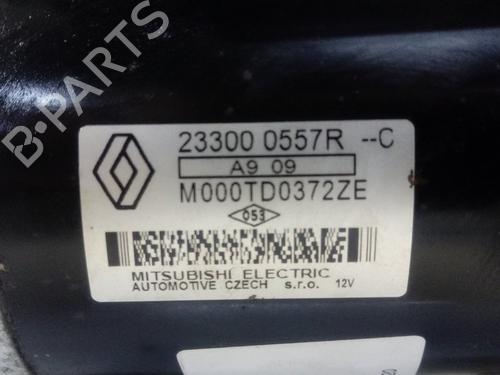 23300 0557R --C
A9 09
M000TD0372ZE
053
MITSUBISHI ELECTRIC
AUTOMOTIVE CZECH s.r.o. 12V
B-PARTS